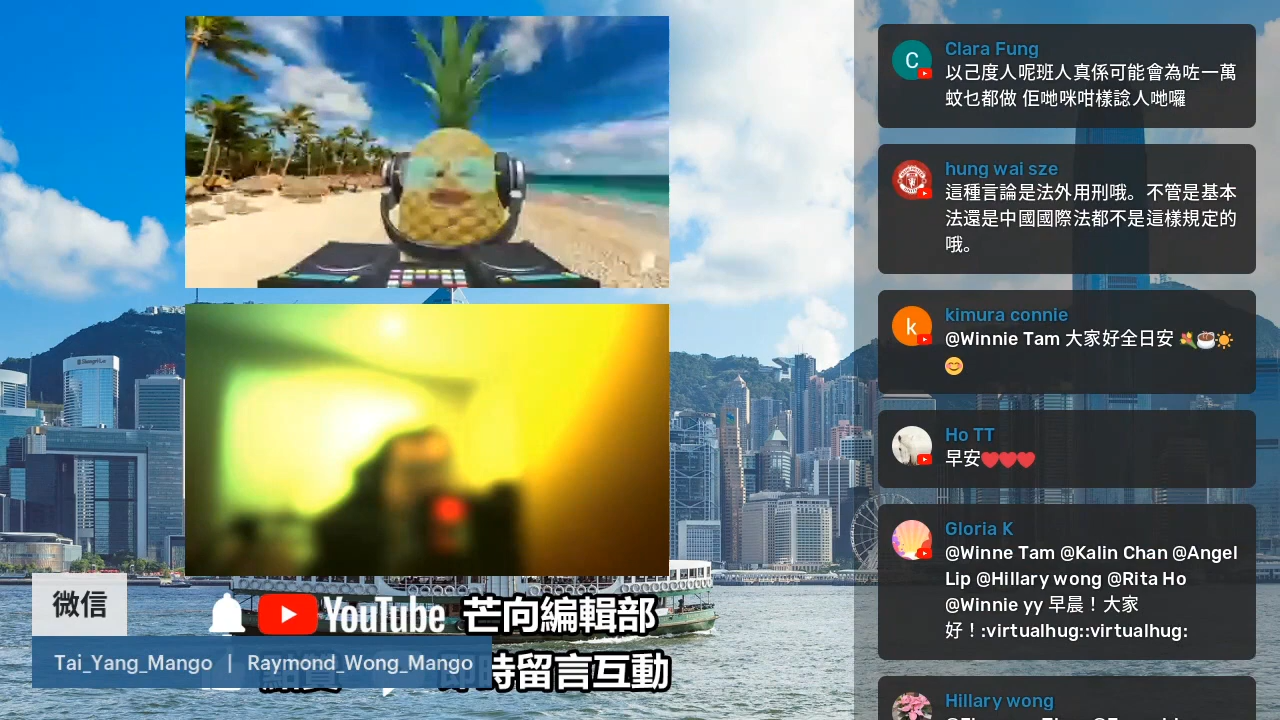 Clara Fung
以己度人呢班人真係可能會為咗一萬
蚊乜都做 佢哋咪咁樣諗人哋囉
hung wai sze
這種言論是法外用刑哦。不管是基本
法還是中國國際法都不是這樣規定的
哦。
kimura connie
@Winnie Tam 大家好全日安 💐☕☀
😊
Ho TT
早安❤❤❤
Gloria K
@Winne Tam @Kalin Chan @Angel
Lip @Hillary wong @Rita Ho
@Winnie yy 早晨！大家
好！:virtualhug::virtualhug:
Hillary wong
微信
Tai_Yang_Mango | Raymond_Wong_Mango
YouTube 芒向編輯部
即時留言互動